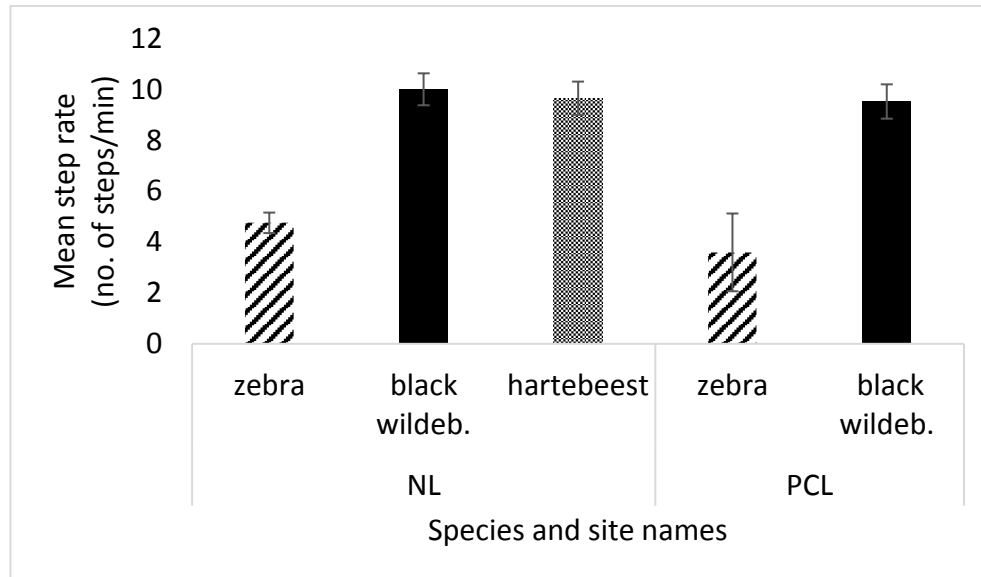 Mean step rate
(no. of steps/min)
12
10
8
6
4
2
0
zebra
black
wildeb.
hartebeest
zebra
black
wildeb.
NL
PCL
Species and site names